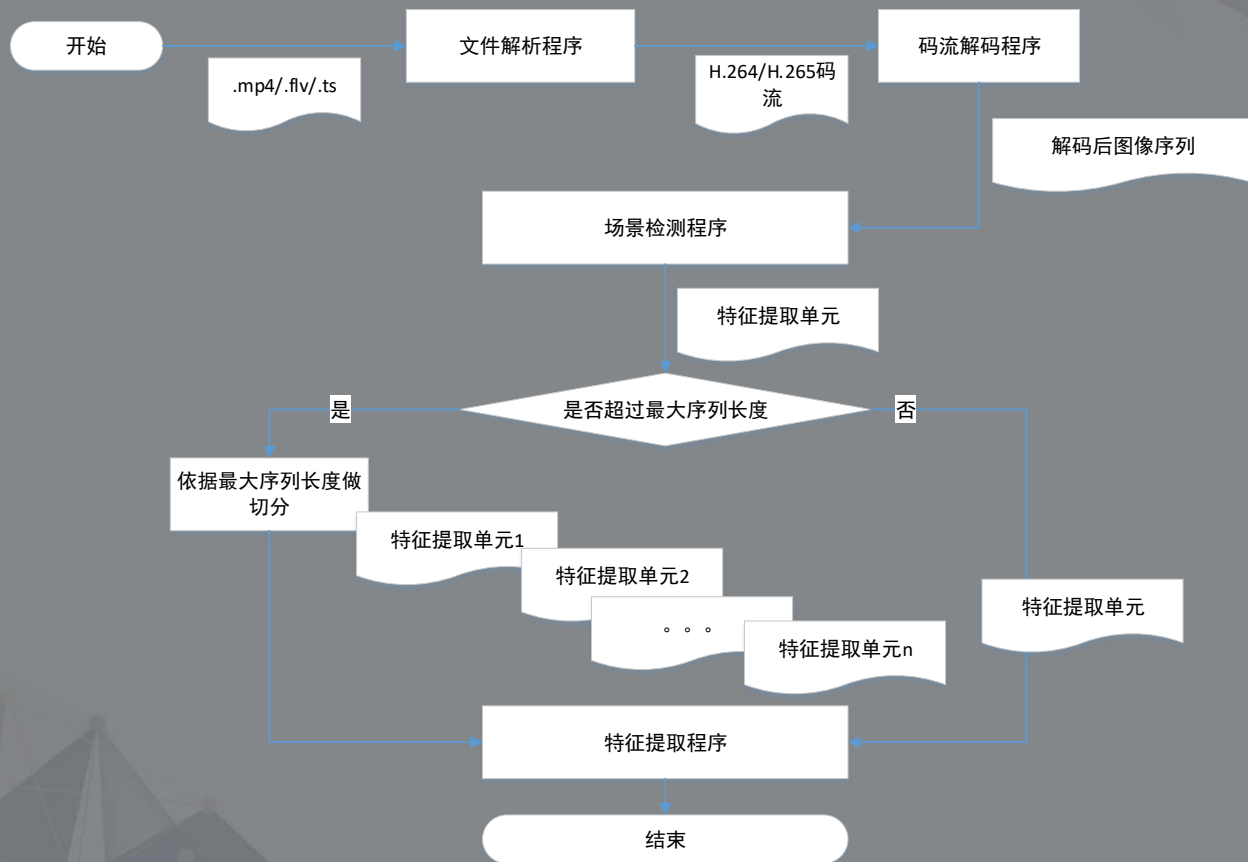 开始
.mp4/.flv/.ts
文件解析程序
H.264/H.265码
流
码流解码程序
解码后图像序列
场景检测程序
特征提取单元
是否超过最大序列长度
是
否
依据最大序列长度做
切分
特征提取单元1
特征提取单元2
。。。
特征提取单元n
特征提取单元
特征提取程序
结束